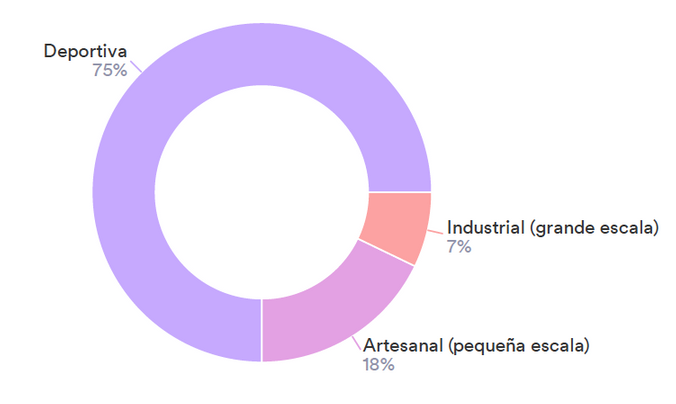 Deportiva
75%
Industrial (grande escala)
7%
Artesanal (pequeña escala)
18%